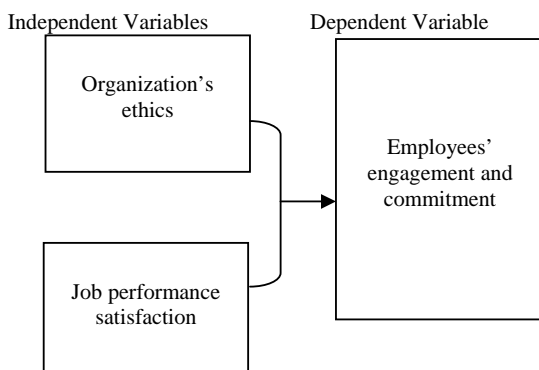 Independent Variables
Dependent Variable
Organization’s
ethics
Employees’
engagement and
commitment
Job performance
satisfaction